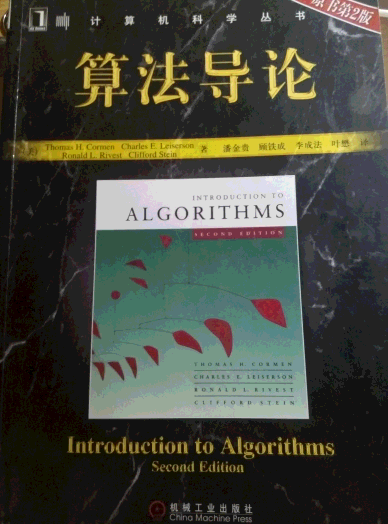 计算机科学丛书
原书第2版
算法导论
Thomas H. Cormen Charles E. Leiserson
Ronald L. Rivest Clifford Stein 著
潘金贵 顾铁成 李成法 叶懋 译
INTRODUCTION TO
ALGORITHMS
SECOND EDITION
THOMAS H. CORMEN
CHARLES E. LEISERSON
RONALD L. RIVEST
CLIFFORD STEIN
Introduction to Algorithms
Second Edition
机械工业出版社
China Machine Press